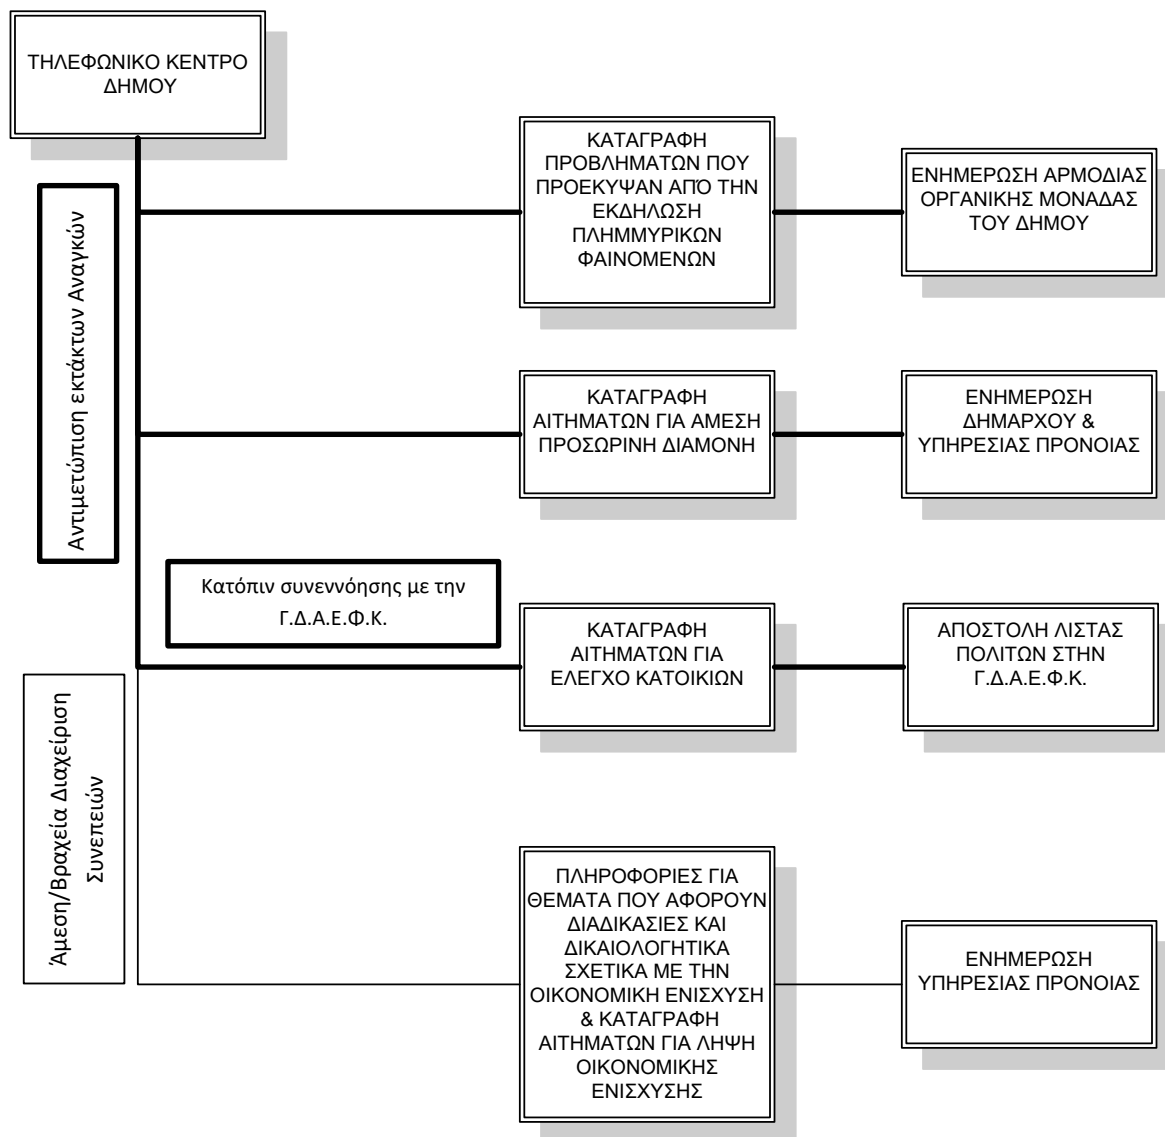 ΤΗΛΕΦΩΝΙΚΟ ΚΕΝΤΡΟ
ΔΗΜΟΥ
Αντιμετώπιση εκτάκτων Αναγκών
ΚΑΤΑΓΡΑΦΗ
ΠΡΟΒΛΗΜΑΤΩΝ ΠΟΥ
ΠΡΟΕΚΥΨΑΝ ΑΠΌ ΤΗΝ
ΕΚΔΗΛΩΣΗ
ΠΛΗΜΜΥΡΙΚΩΝ
ΦΑΙΝΟΜΕΝΩΝ
ΕΝΗΜΕΡΩΣΗ ΑΡΜΟΔΙΑΣ
ΟΡΓΑΝΙΚΗΣ ΜΟΝΑΔΑΣ
ΤΟΥ ΔΗΜΟΥ
ΚΑΤΑΓΡΑΦΗ
ΑΙΤΗΜΑΤΩΝ ΓΙΑ ΑΜΕΣΗ
ΠΡΟΣΩΡΙΝΗ ΔΙΑΜΟΝΗ
ΕΝΗΜΕΡΩΣΗ
ΔΗΜΑΡΧΟΥ &
ΥΠΗΡΕΣΙΑΣ ΠΡΟΝΟΙΑΣ
Κατόπιν συνεννόησης με την
Γ.Δ.Α.Ε.Φ.Κ.
ΚΑΤΑΓΡΑΦΗ
ΑΙΤΗΜΑΤΩΝ ΓΙΑ
ΕΛΕΓΧΟ ΚΑΤΟΙΚΙΩΝ
ΑΠΟΣΤΟΛΗ ΛΙΣΤΑΣ
ΠΟΛΙΤΩΝ ΣΤΗΝ
Γ.Δ.Α.Ε.Φ.Κ.
Άμεση/Βραχεία Διαχείριση
Συνεπειών
ΠΛΗΡΟΦΟΡΙΕΣ ΓΙΑ
ΘΕΜΑΤΑ ΠΟΥ ΑΦΟΡΟΥΝ
ΔΙΑΔΙΚΑΣΙΕΣ ΚΑΙ
ΔΙΚΑΙΟΛΟΓΗΤΙΚΑ
ΣΧΕΤΙΚΑ ΜΕ ΤΗΝ
ΟΙΚΟΝΟΜΙΚΗ ΕΝΙΣΧΥΣΗ
& ΚΑΤΑΓΡΑΦΗ
ΑΙΤΗΜΑΤΩΝ ΓΙΑ ΛΗΨΗ
ΟΙΚΟΝΟΜΙΚΗΣ
ΕΝΙΣΧΥΣΗΣ
ΕΝΗΜΕΡΩΣΗ
ΥΠΗΡΕΣΙΑΣ ΠΡΟΝΟΙΑΣ